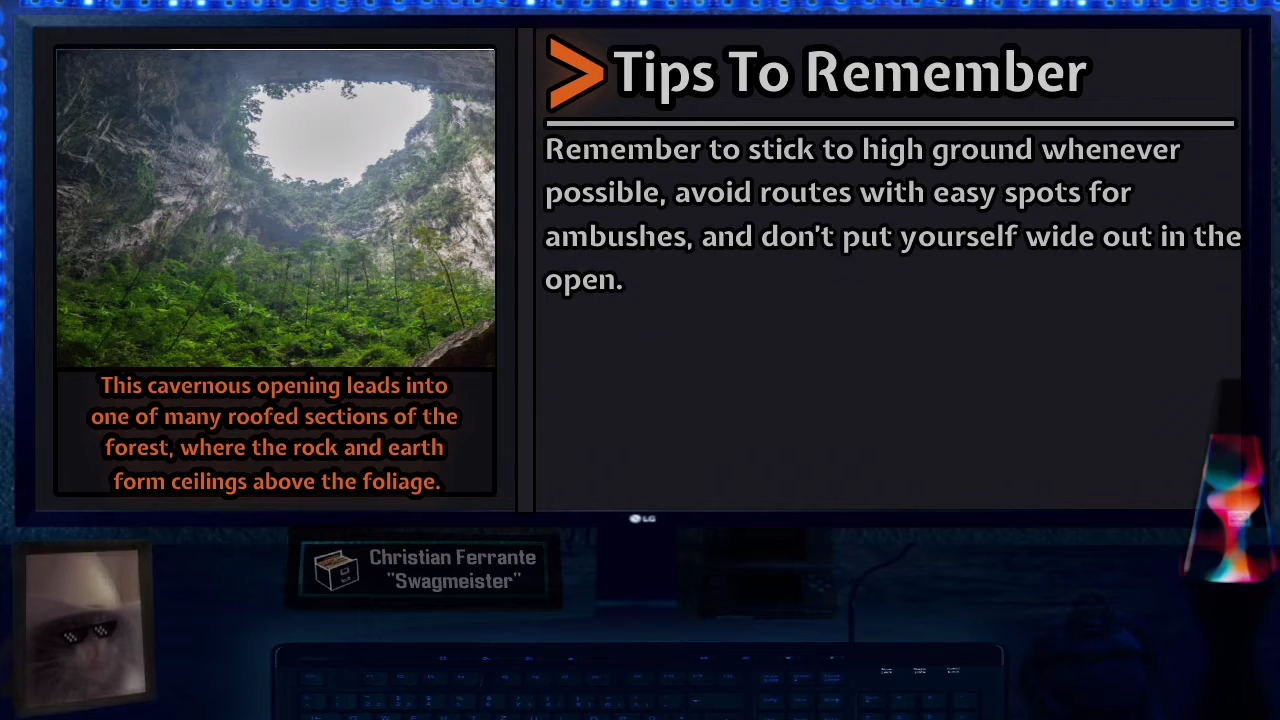 > Tips To Remember
Remember to stick to high ground whenever
possible, avoid routes with easy spots for
ambushes, and don't put yourself wide out in the
open.
This cavernous opening leads into
one of many roofed sections of the
forest, where the rock and earth
form ceilings above the foliage.
LG
Christian Ferrante
"Swagmeister"